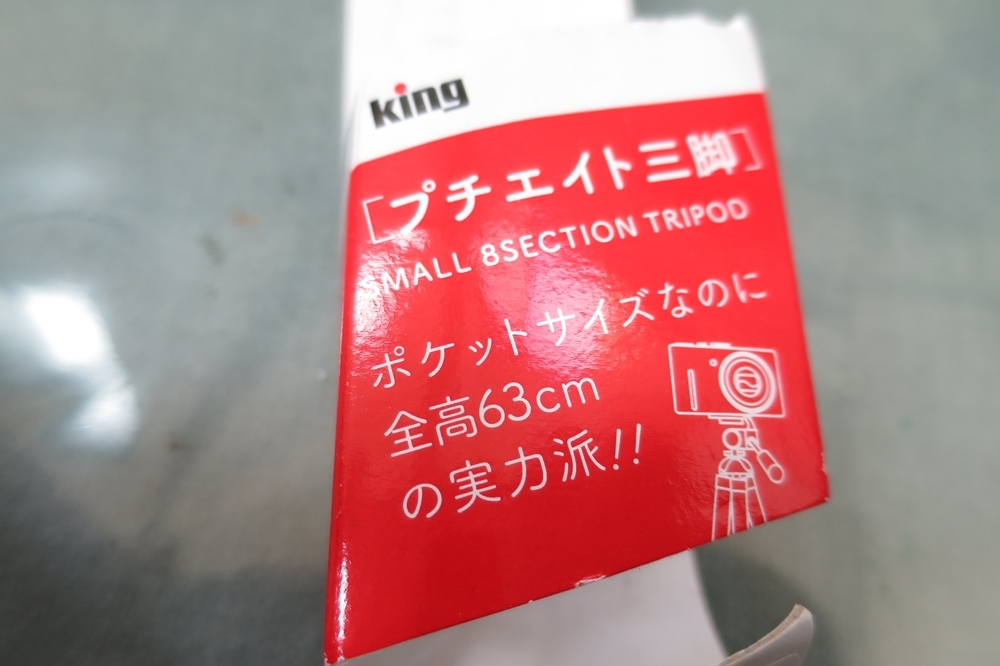 king
[プチエイト三脚]
SMALL 8SECTION TRIPOD
ポケットサイズなのに
全高63cm
の実力派!!